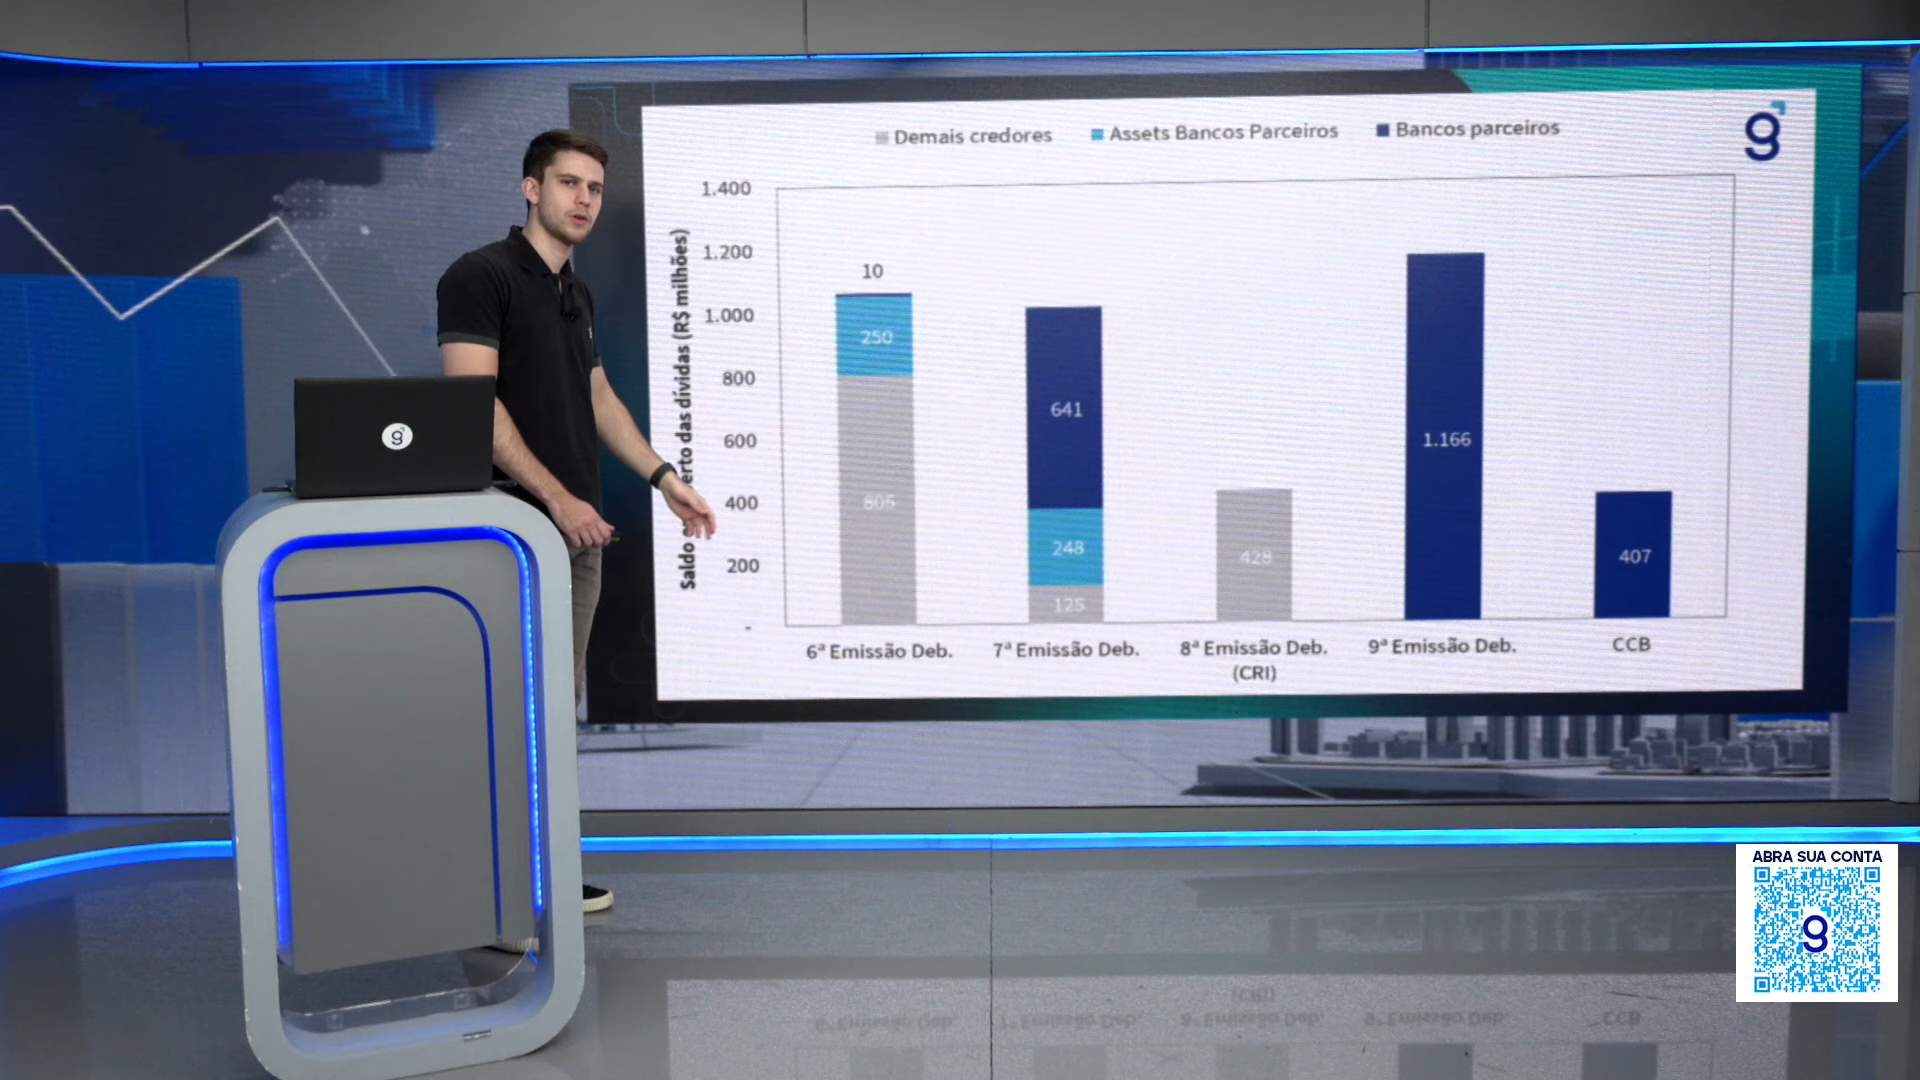 Demais credores Assets Bancos Parceiros Bancos parceiros
g
Saldo das dívidas (R$ milhões)
1.400
1.200
1.000
800
600
400
200
-
10
250
805
641
248
125
428
1.166
407
6ª Emissão Deb. 7ª Emissão Deb. 8ª Emissão Deb. 9ª Emissão Deb. CCB
(CRI)
g
ABRA SUA CONTA
g